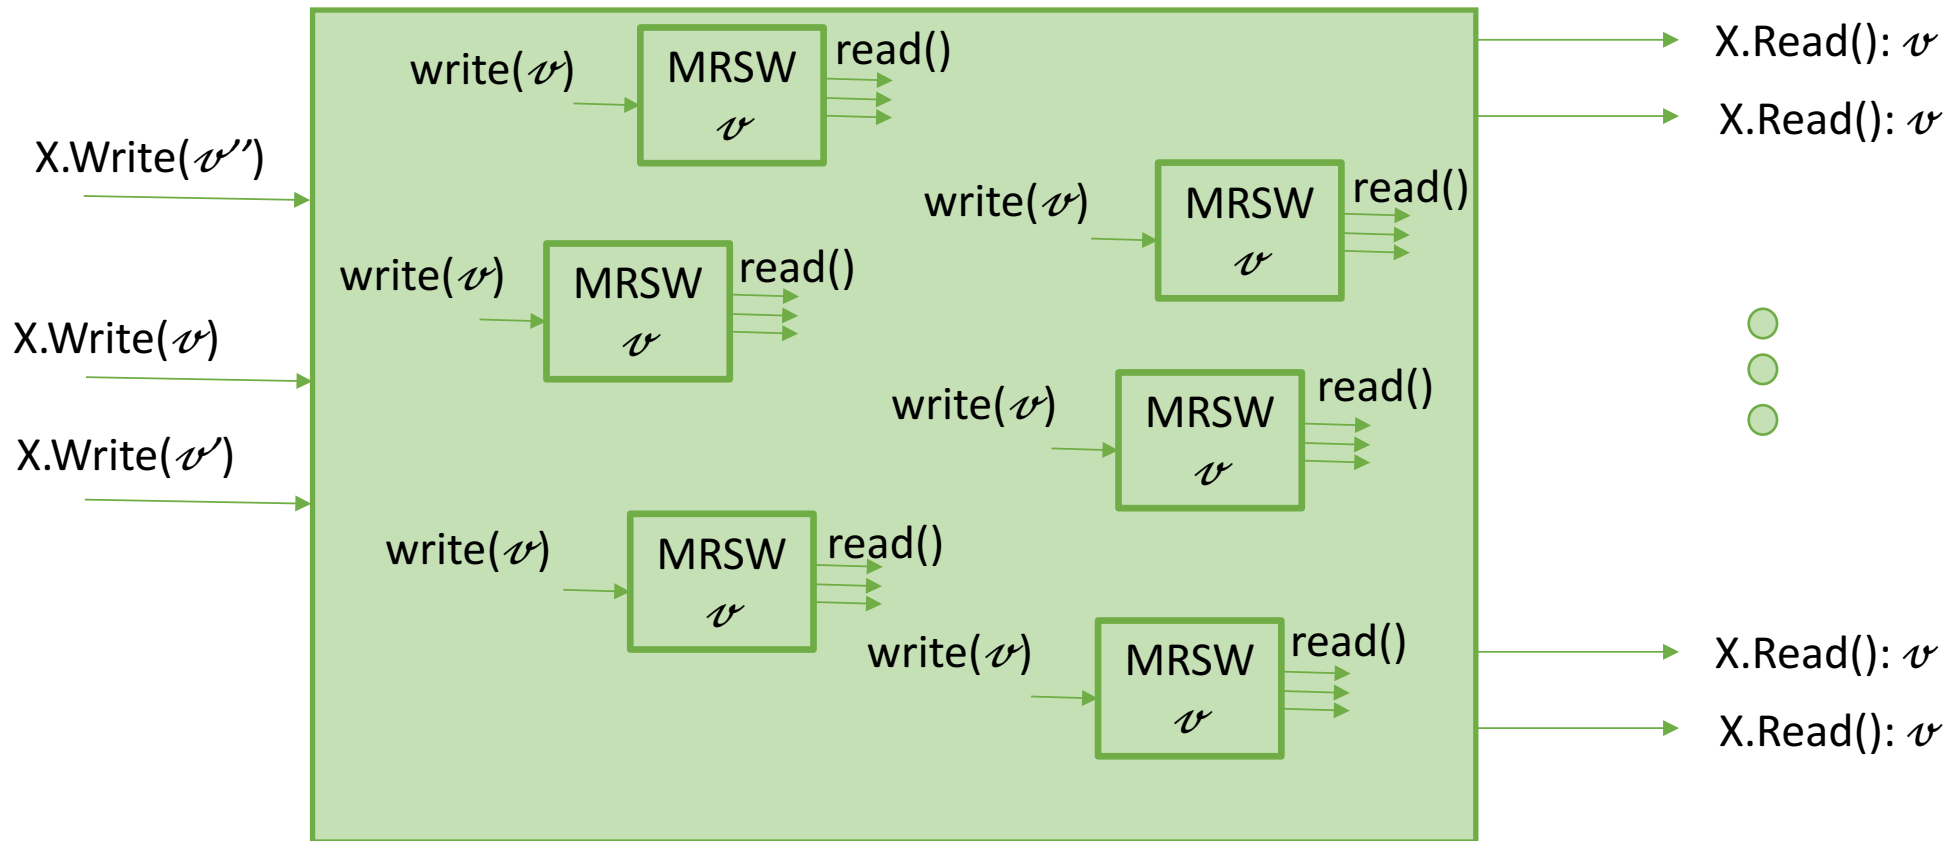 X.Write(𝓋’’)
X.Write(𝓋)
X.Write(𝓋’)
write(𝓋)
MRSW
𝓋
read()
write(𝓋)
MRSW
𝓋
read()
write(𝓋)
MRSW
𝓋
read()
write(𝓋)
MRSW
𝓋
read()
write(𝓋)
MRSW
𝓋
read()
write(𝓋)
MRSW
𝓋
read()
X.Read(): 𝓋
X.Read(): 𝓋
X.Read(): 𝓋
X.Read(): 𝓋